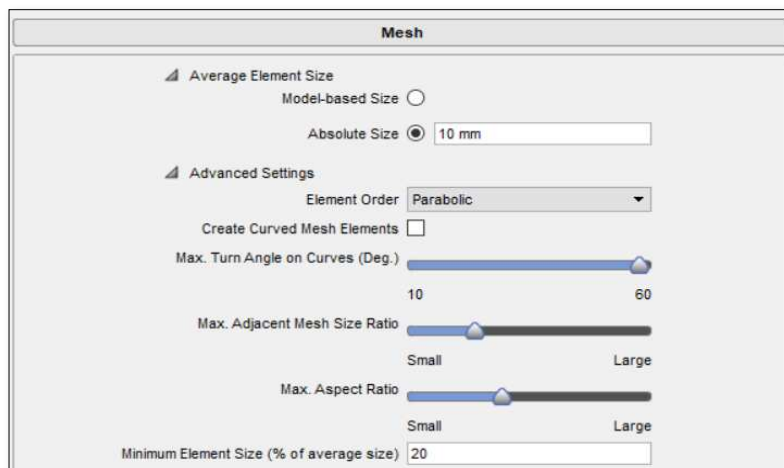 Mesh
Average Element Size
Model-based Size
Absolute Size 10 mm
Advanced Settings
Element Order Parabolic
Create Curved Mesh Elements
Max. Turn Angle on Curves (Deg.)
10 60
Max. Adjacent Mesh Size Ratio
Small Large
Max. Aspect Ratio
Small Large
Minimum Element Size (% of average size) 20